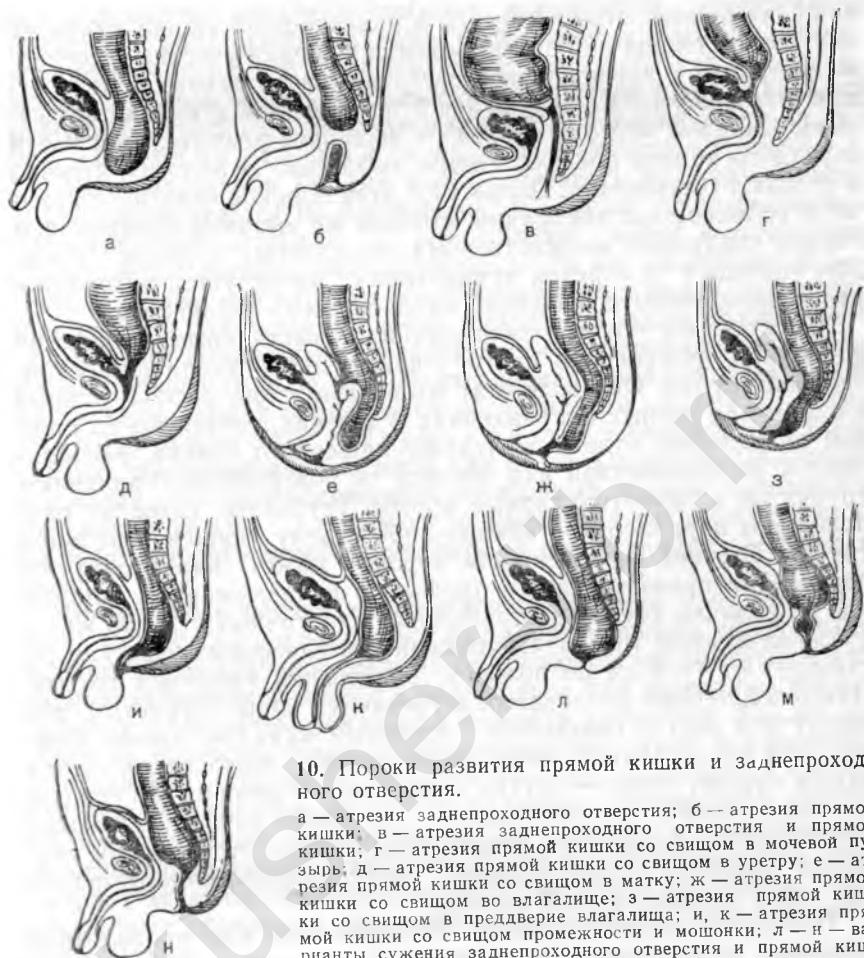 а
б
в
г
д
е
ж
з
и
к
л
м
н
10. Пороки развития прямой кишки и заднепроход-
ного отверстия.
а — атрезия заднепроходного отверстия; б — атрезия прямо
кишки; в — атрезия заднепроходного отверстия и прямо
кишки; г — атрезия прямой кишки со свищом в мочевой пу
зырь; д — атрезия прямой кишки со свищом в уретру; е — ат
резия прямой кишки со свищом в матку; ж — атрезия прямо
кишки со свищом во влагалище; з — атрезия прямой киш
ки со свищом в преддверие влагалища; и, к — атрезия пря
мой кишки со свищом промежности и мошонки; л — н — ва
рианты сужения заднепроходного отверстия и прямой киш